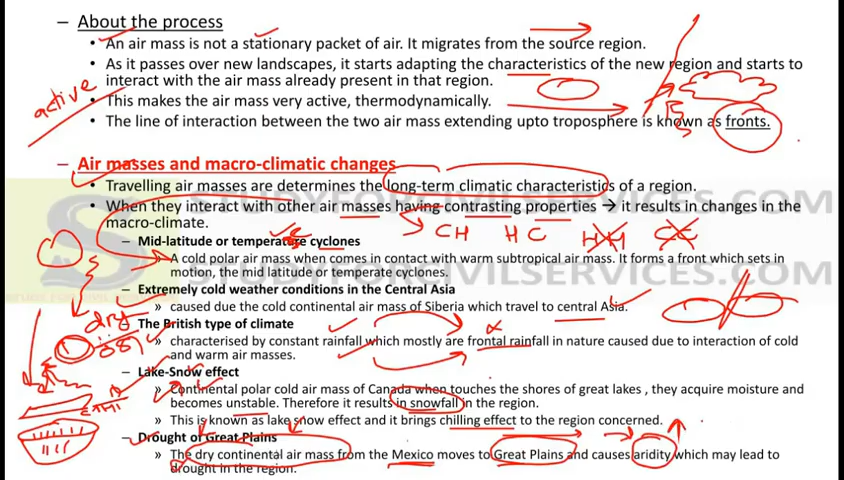 – About the process
• An air mass is not a stationary packet of air. It migrates from the source region.
• As it passes over new landscapes, it starts adapting the characteristics of the new region and starts to
interact with the air mass already present in that region.
active
• This makes the air mass very active, thermodynamically.
• The line of interaction between the two air mass extending upto troposphere is known as fronts.
– Air masses and macro-climatic changes
• Travelling air masses are determines the long-term climatic characteristics of a region.
STUDYFORCIVILSERVICES.COM
• When they interact with other air masses having contrasting properties → it results in changes in the
macro-climate.
CH HC HH CC
– Mid-latitude or temperature cyclones
» A cold polar air mass when comes in contact with warm subtropical air mass. It forms a front which sets in
motion, the mid latitude or temperate cyclones.
STUDYFORCIVILSERVICES.COM
– Extremely cold weather conditions in the Central Asia
» caused due the cold continental air mass of Siberia which travel to central Asia.
dry
– The British type of climate
» characterised by constant rainfall which mostly are frontal rainfall in nature caused due to interaction of cold
and warm air masses.
– Lake-Snow effect
» Continental polar cold air mass of Canada when touches the shores of great lakes , they acquire moisture and
becomes unstable. Therefore it results in snowfall in the region.
» This is known as lake snow effect and it brings chilling effect to the region concerned.
– Drought of Great Plains
» The dry continental air mass from the Mexico moves to Great Plains and causes aridity which may lead to
drought in the region.